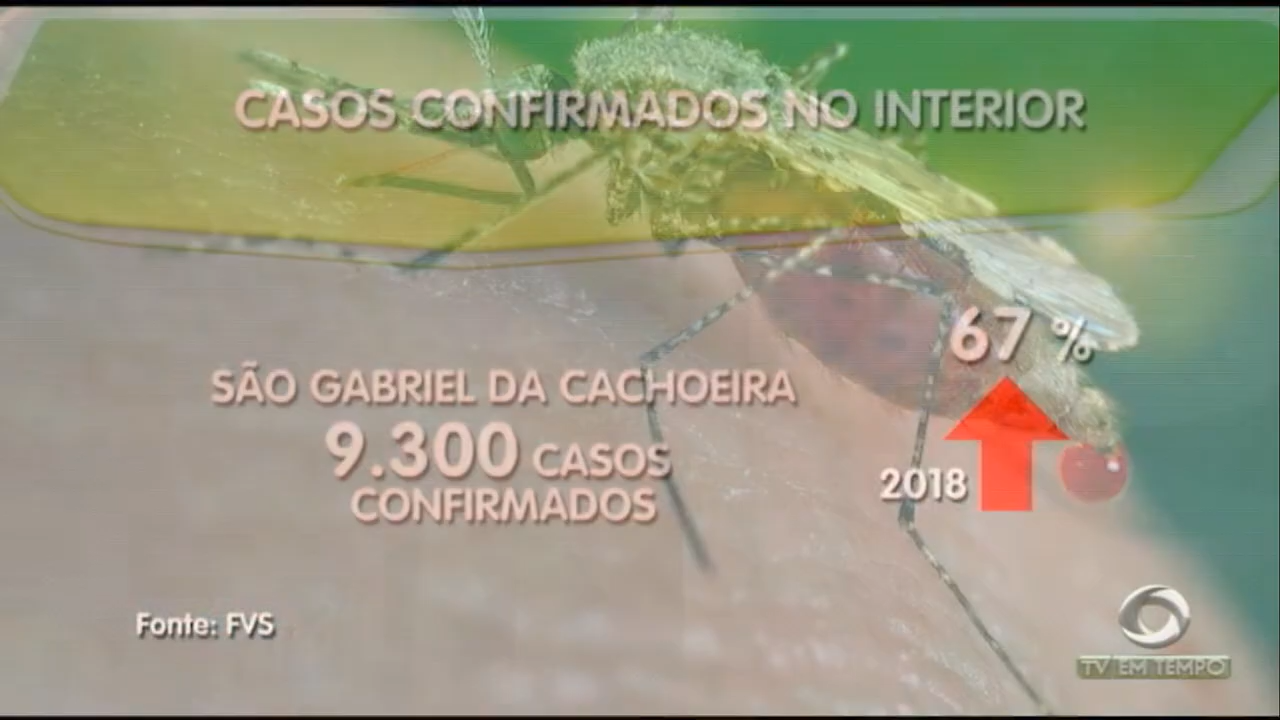 CASOS CONFIRMADOS NO INTERIOR
67 %
SÃO GABRIEL DA CACHOEIRA
9.300 CASOS
CONFIRMADOS
2018
Fonte: FVS
TV EM TEMPO